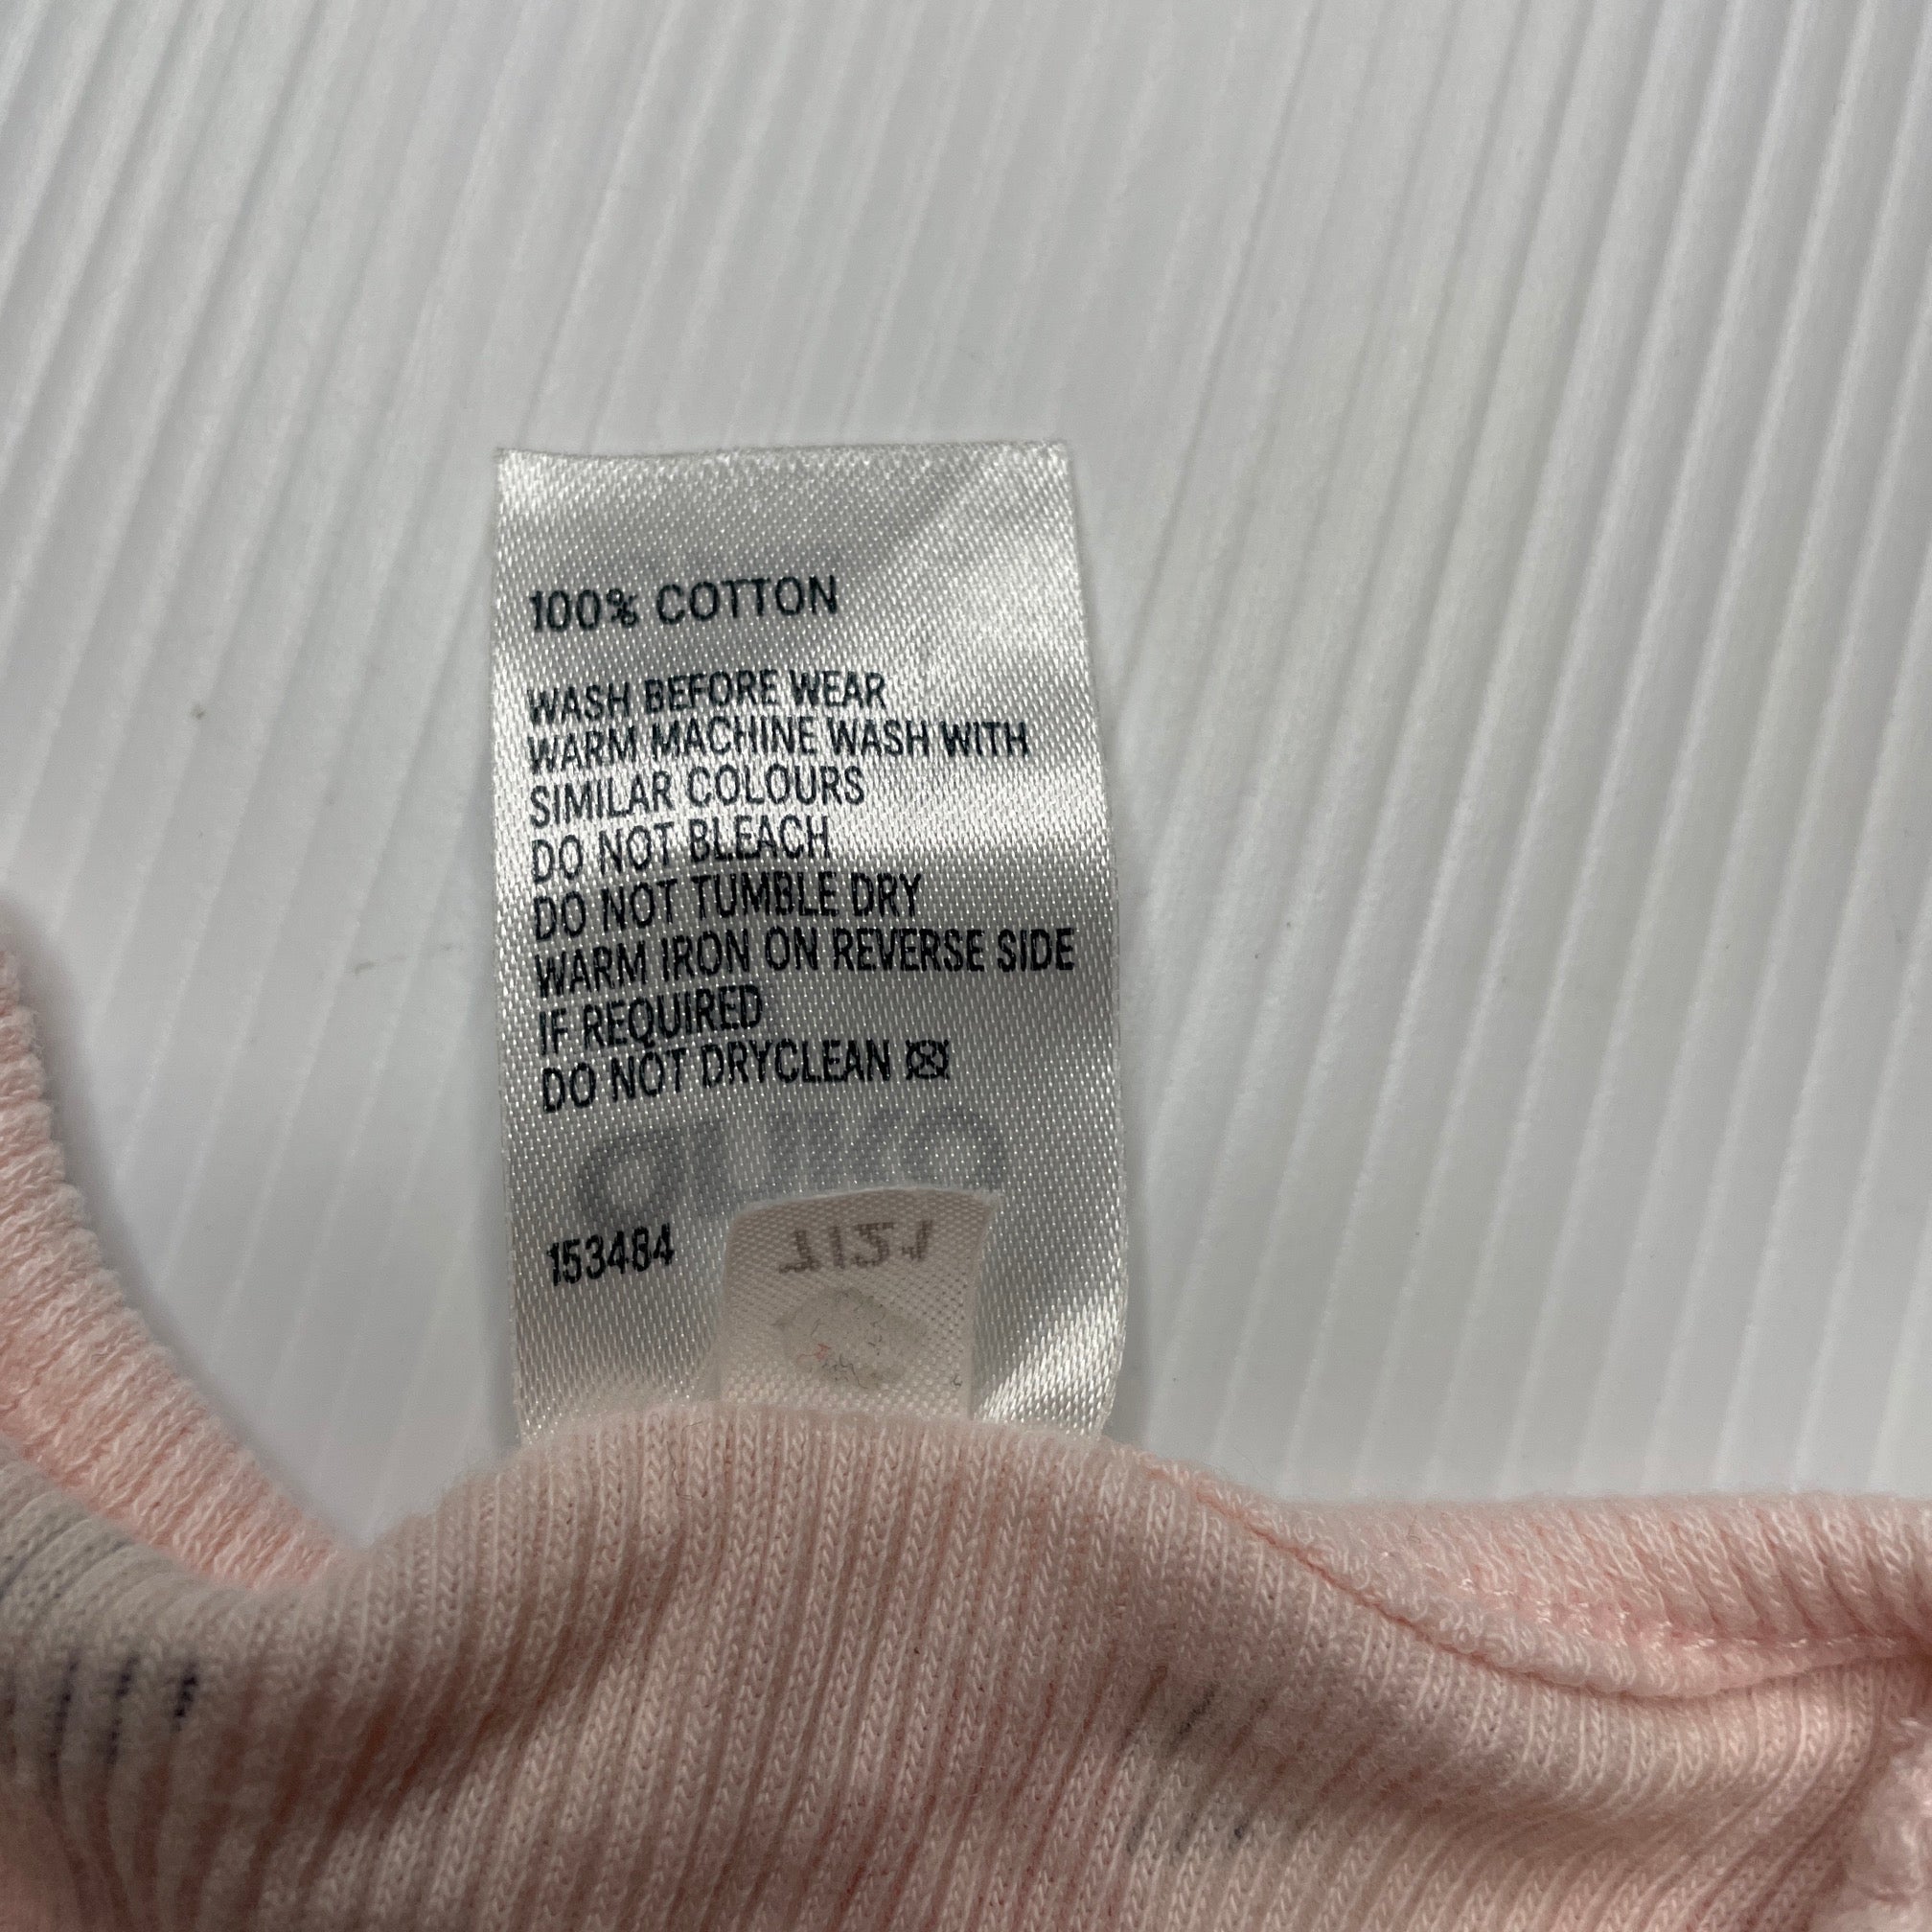 100% COTTON
WASH BEFORE WEAR
WARM MACHINE WASH WITH
SIMILAR COLOURS
DO NOT BLEACH
DO NOT TUMBLE DRY
WARM IRON ON REVERSE SIDE
IF REQUIRED
DO NOT DRYCLEAN
153484